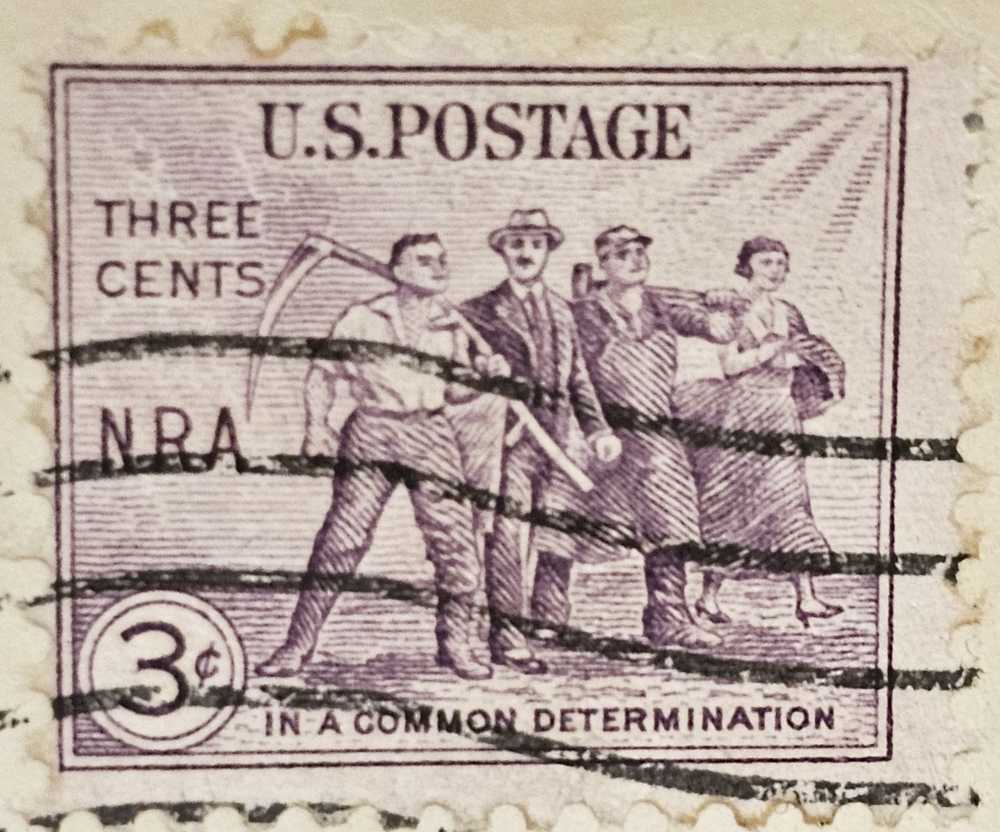 U.S.POSTAGE
THREE
CENTS
NRA
3¢
IN A COMMON DETERMINATION